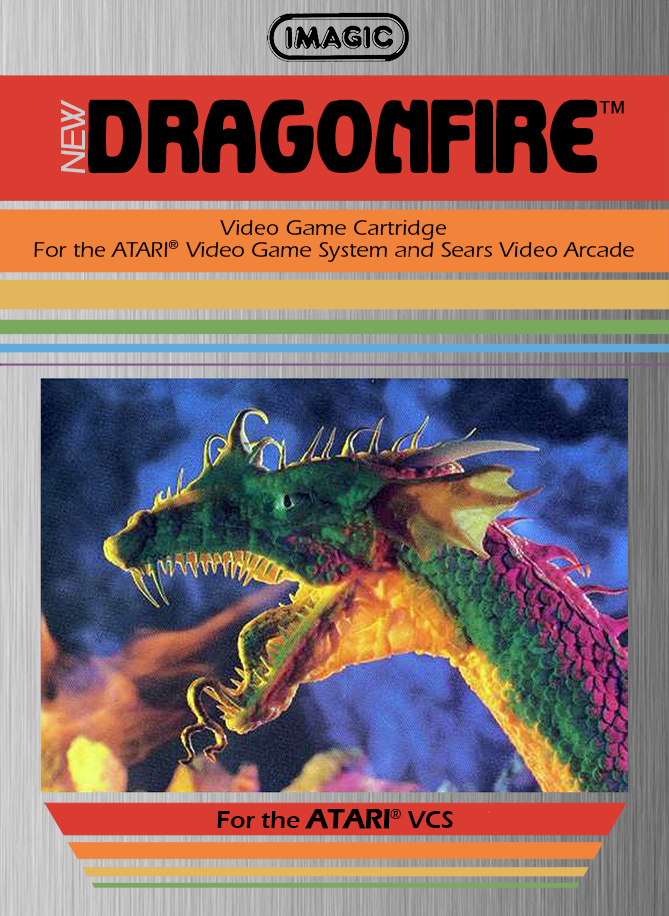 IMAGIC
NEW DRAGONFIRE™
Video Game Cartridge
For the ATARI® Video Game System and Sears Video Arcade
For the ATARI® VCS